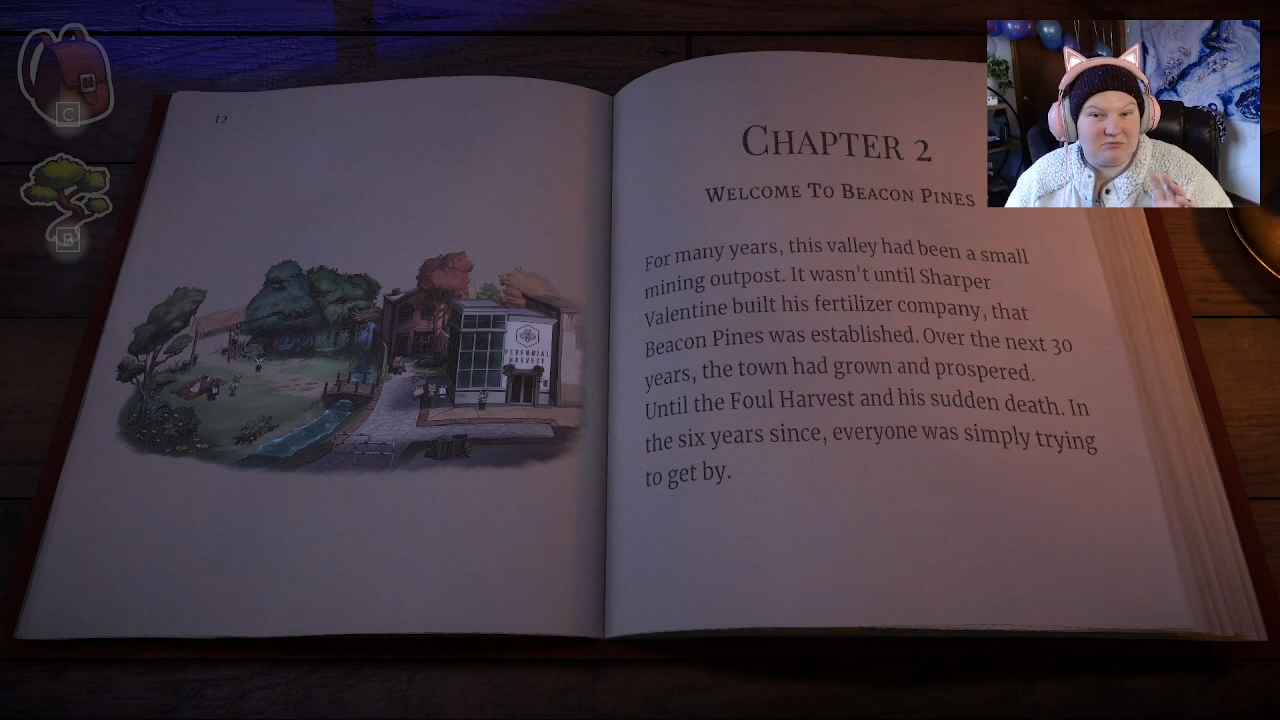 C
B
12
PERENNIAL
HARVEST
CHAPTER 2
WELCOME TO BEACON PINES
For many years, this valley had been a small
mining outpost. It wasn't until Sharper
Valentine built his fertilizer company, that
Beacon Pines was established. Over the next 30
years, the town had grown and prospered.
Until the Foul Harvest and his sudden death. In
the six years since, everyone was simply trying
to get by.